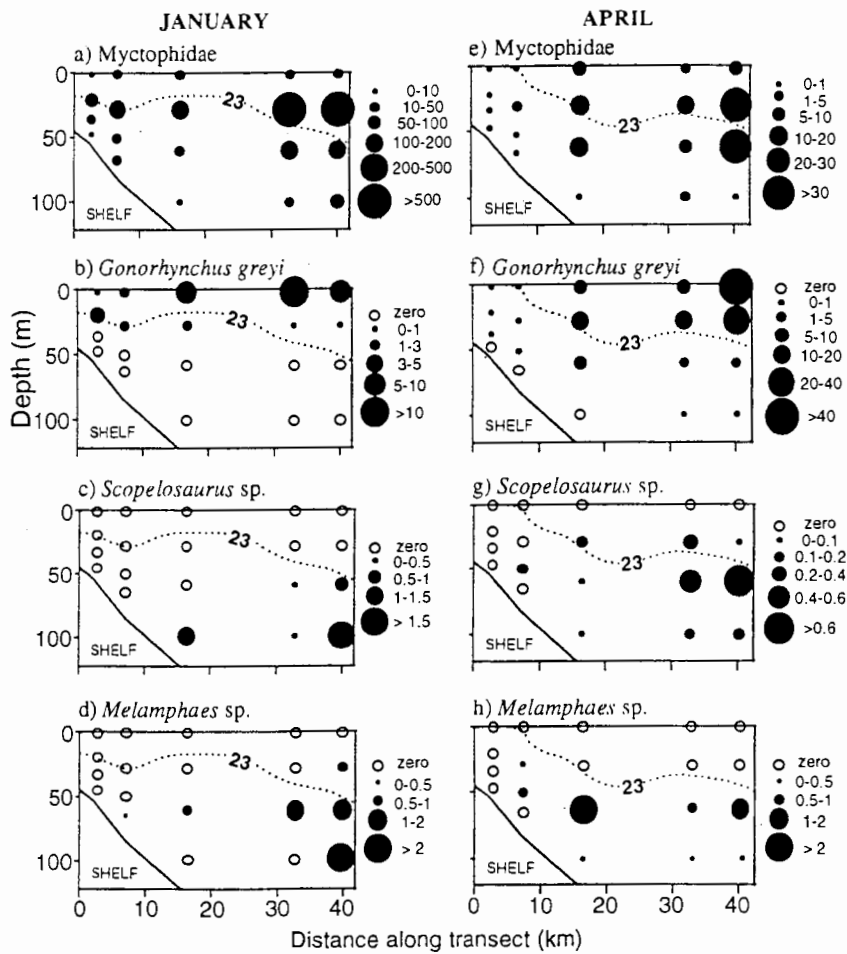 JANUARY
a) Myctophidae
0
50
100
23
SHELF
0-10
10-50
50-100
100-200
200-500
>500
b) Gonorhynchus greyi
0
50
100
23
SHELF
zero
0-1
1-3
3-5
5-10
>10
c) Scopelosaurus sp.
0
50
100
23
SHELF
zero
0-0.5
0.5-1
1-1.5
> 1.5
d) Melamphaes sp.
0
50
100
23
SHELF
zero
0-0.5
0.5-1
1-2
> 2
0 10 20 30 40
Depth (m)
APRIL
e) Myctophidae
23
SHELF
0-1
1-5
5-10
10-20
20-30
>30
f) Gonorhynchus greyi
23
SHELF
zero
0-1
1-5
5-10
10-20
20-40
>40
g) Scopelosaurus sp.
23
SHELF
zero
0-0.1
0.1-0.2
0.2-0.4
0.4-0.6
>0.6
h) Melamphaes sp.
23
SHELF
zero
0-0.5
0.5-1
1-2
> 2
0 10 20 30 40
Distance along transect (km)